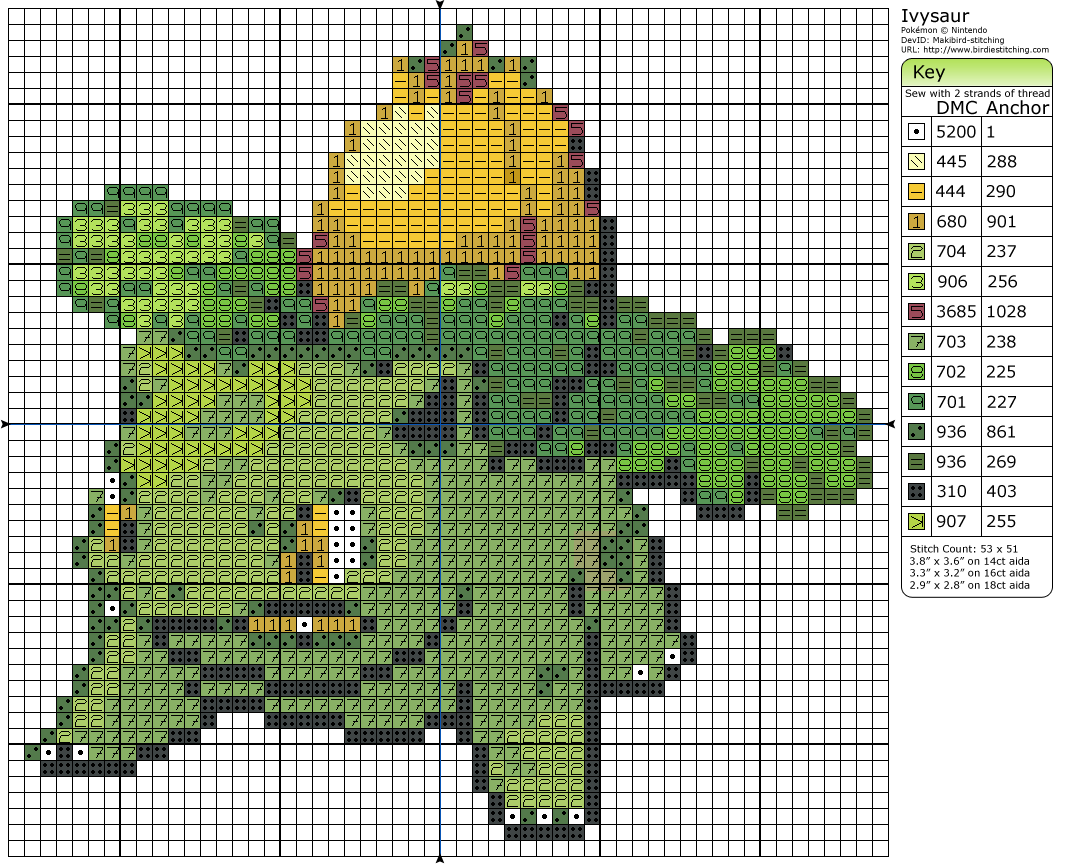 Ivysaur
Pokémon © Nintendo
DevID: Makibird-stitching
URL: http://www.birdiestitching.com
Key
Sew with 2 strands of thread
DMC Anchor
5200 1
445 288
444 290
1 680 901
2 704 237
3 906 256
5 3685 1028
7 703 238
8 702 225
9 701 227
936 861
936 269
310 403
907 255
Stitch Count: 53 x 51
3.8" x 3.6" on 14ct aida
3.3" x 3.2" on 16ct aida
2.9" x 2.8" on 18ct aida